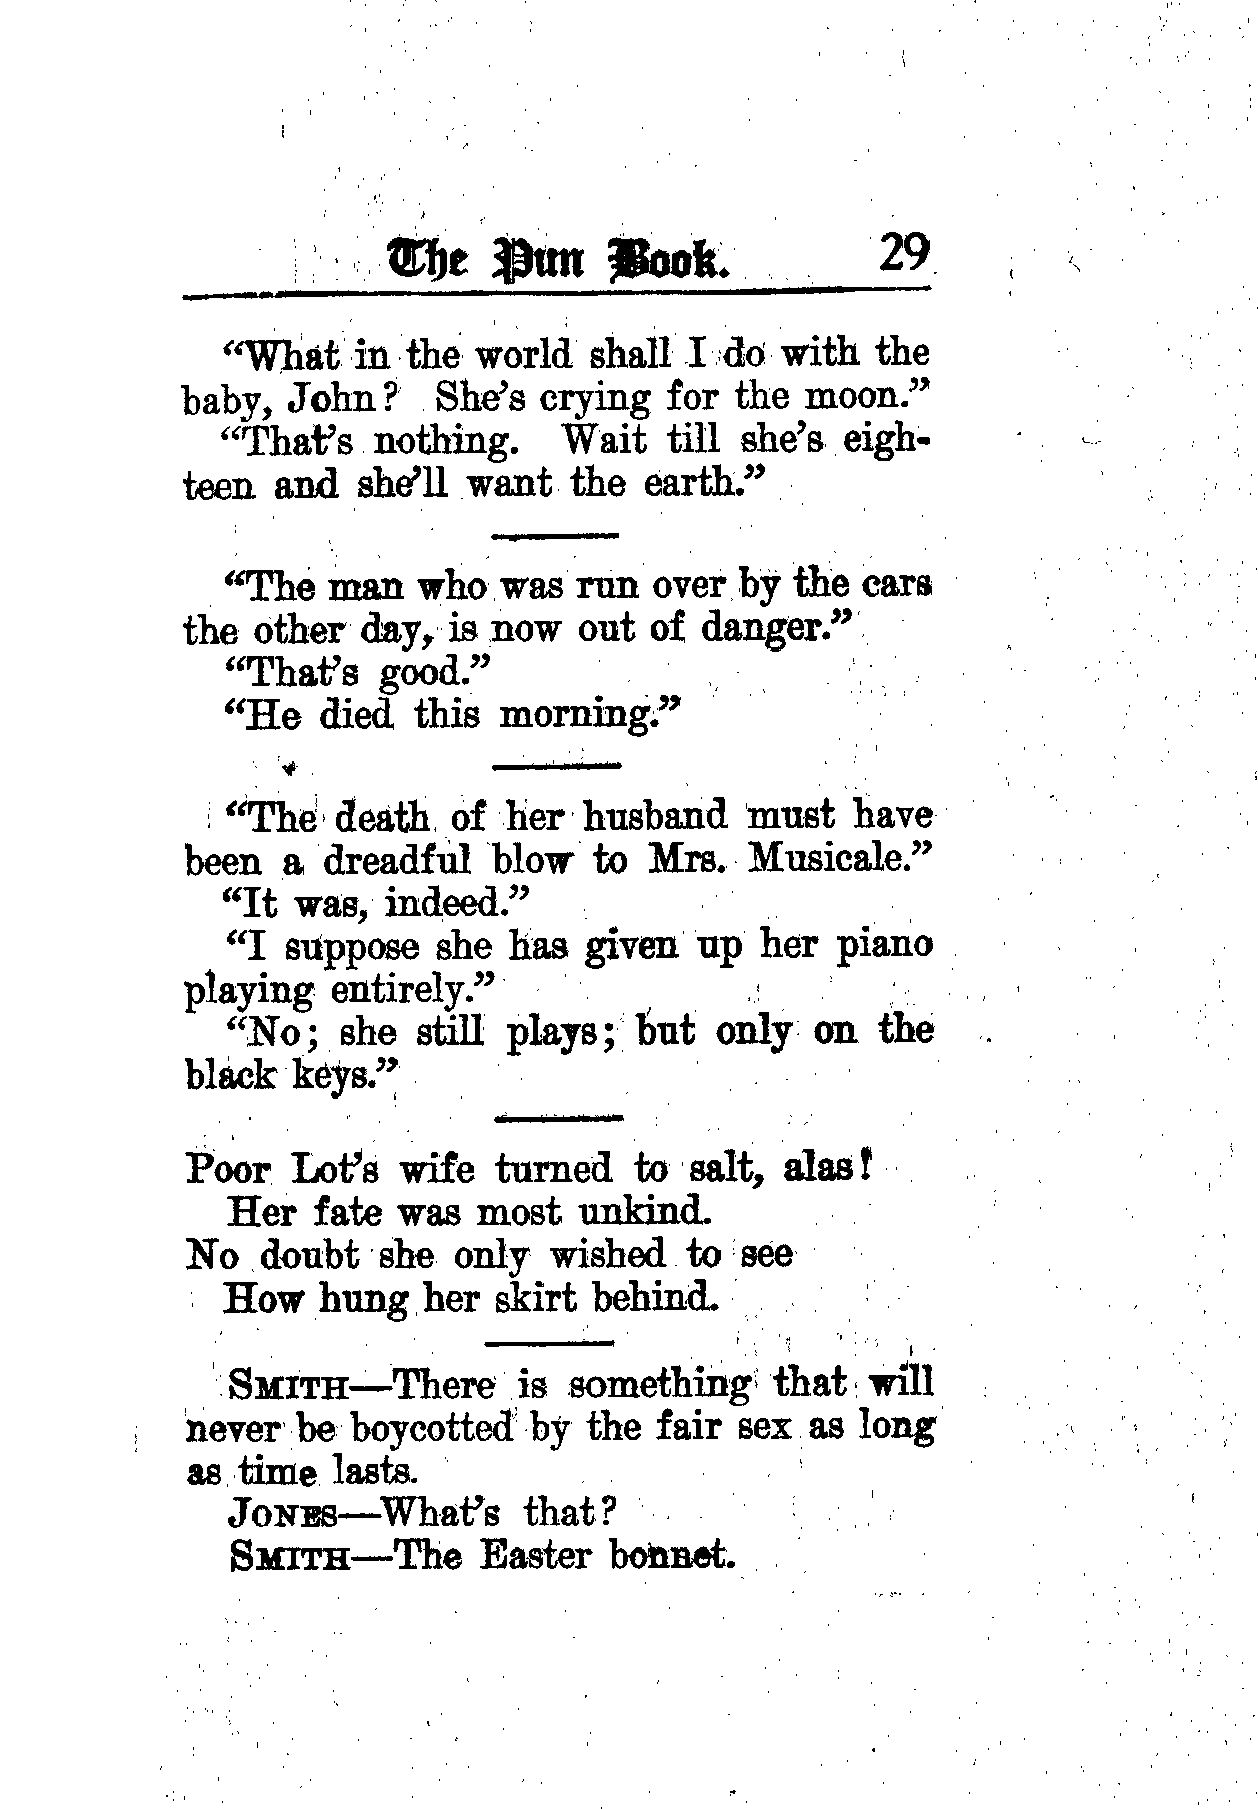 The Pun Book. 29
“What in the world shall I do with the
baby, John? She’s crying for the moon.”
“That’s nothing. Wait till she’s eigh-
teen and she’ll want the earth.”
“The man who was run over by the cars
the other day, is now out of danger.”
“That’s good.”
“He died this morning.”
“The death of her husband must have
been a dreadful blow to Mrs. Musicale.”
“It was, indeed.”
“I suppose she has given up her piano
playing entirely.”
“No; she still plays; but only on the
black keys.”
Poor Lot’s wife turned to salt, alas!
Her fate was most unkind.
No doubt she only wished to see
How hung her skirt behind.
SMITH—There is something that will
never be boycotted by the fair sex as long
as time lasts.
JONES—What’s that?
SMITH—The Easter bonnet.